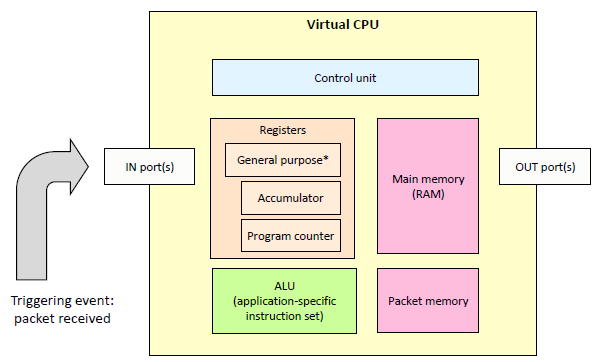 Virtual CPU
Control unit
Registers
General purpose*
Accumulator
Program counter
Main memory
(RAM)
IN port(s)
OUT port(s)
ALU
(application-specific
instruction set)
Packet memory
Triggering event:
packet received